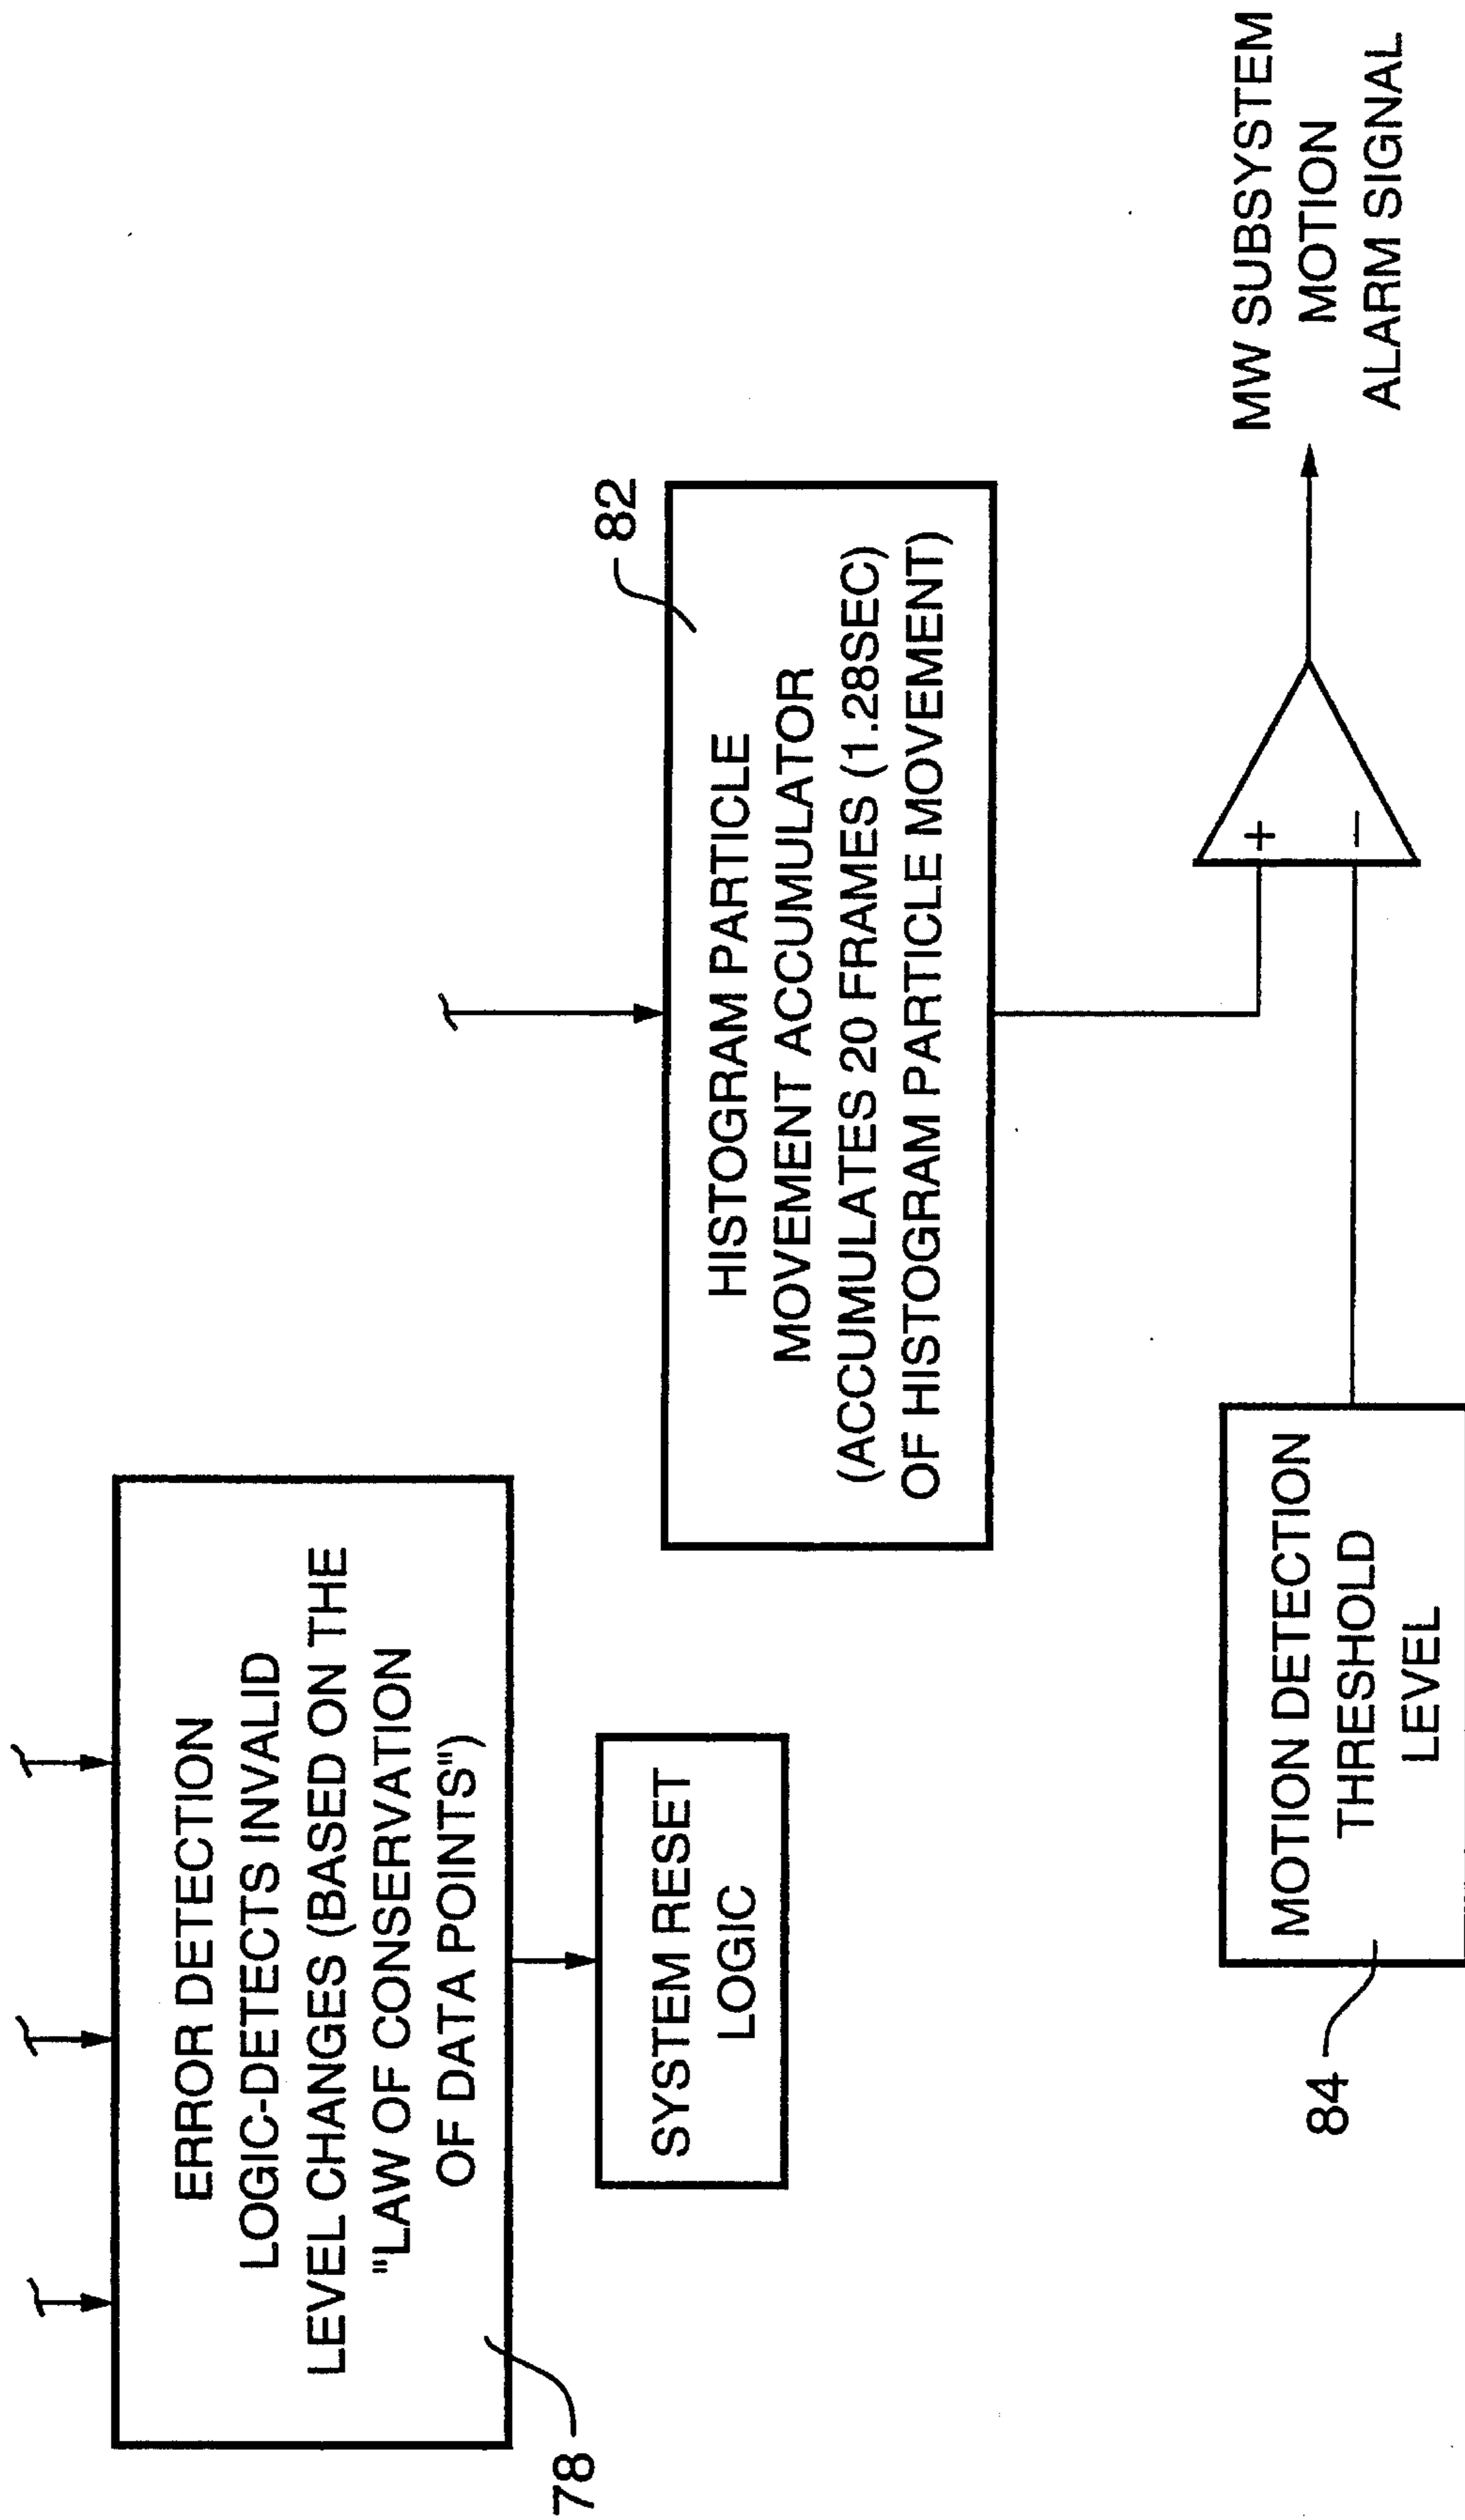 ERROR DETECTION
LOGIC-DETECTS INVALID
LEVEL CHANGES (BASED ON THE
"LAW OF CONSERVATION
OF DATA POINTS")
78
SYSTEM RESET
LOGIC
82
HISTOGRAM PARTICLE
MOVEMENT ACCUMULATOR
(ACCUMULATES 20 FRAMES (1.28SEC)
OF HISTOGRAM PARTICLE MOVEMENT)
84
MOTION DETECTION
THRESHOLD
LEVEL
+
−
MW SUBSYSTEM
MOTION
ALARM SIGNAL